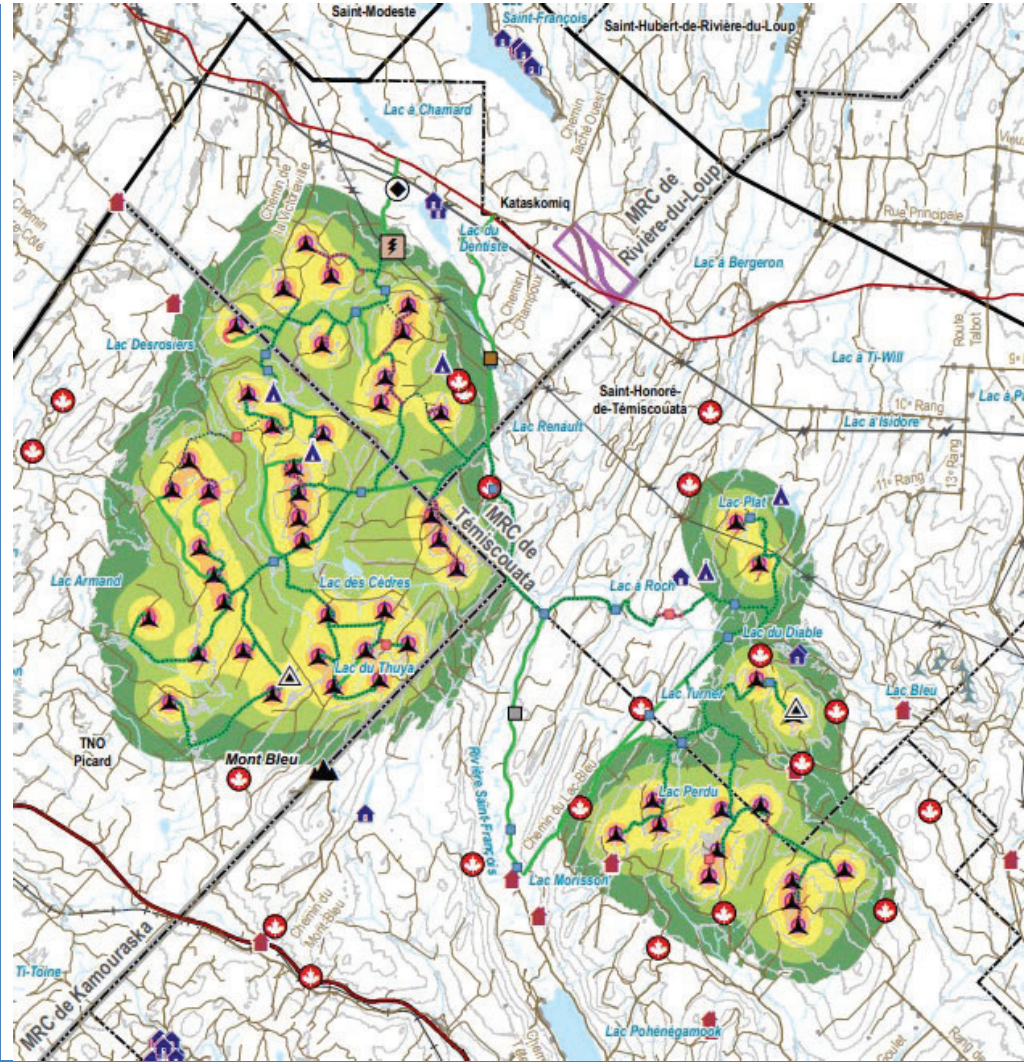 Saint-Modeste
Saint-François
Saint-Hubert-de-Rivière-du-Loup
Lac à Chamard
Chemin
Taché Ouest
Chemin de
la Victoireville
Kataskomiq
MRC de
Rivière-du-Loup
Rue Principale
Lac du
Dentiste
Lac à Bergeron
Chemin
Lac Desrosiers
Route
Talbot
Lac à Ti-Will
Saint-Honoré-
de-Témiscouata
10e Rang
Lac à Isidore
Lac Renault
11e Rang
13e Rang
Lac Plat
MRC de
Témiscouata
Lac Armand
Lac des Cèdres
Lac à Roch
Lac du Diable
Lac du Thuya
Lac Turner
Lac Bleu
TNO
Picard
Mont Bleu
Rivière Saint-François
Chemin du Lac Bleu
Lac Perdu
Lac Morisson
Chemin du
Mont-Bleu
MRC de Kamouraska
Ti-Toine
Lac Pohénégamook